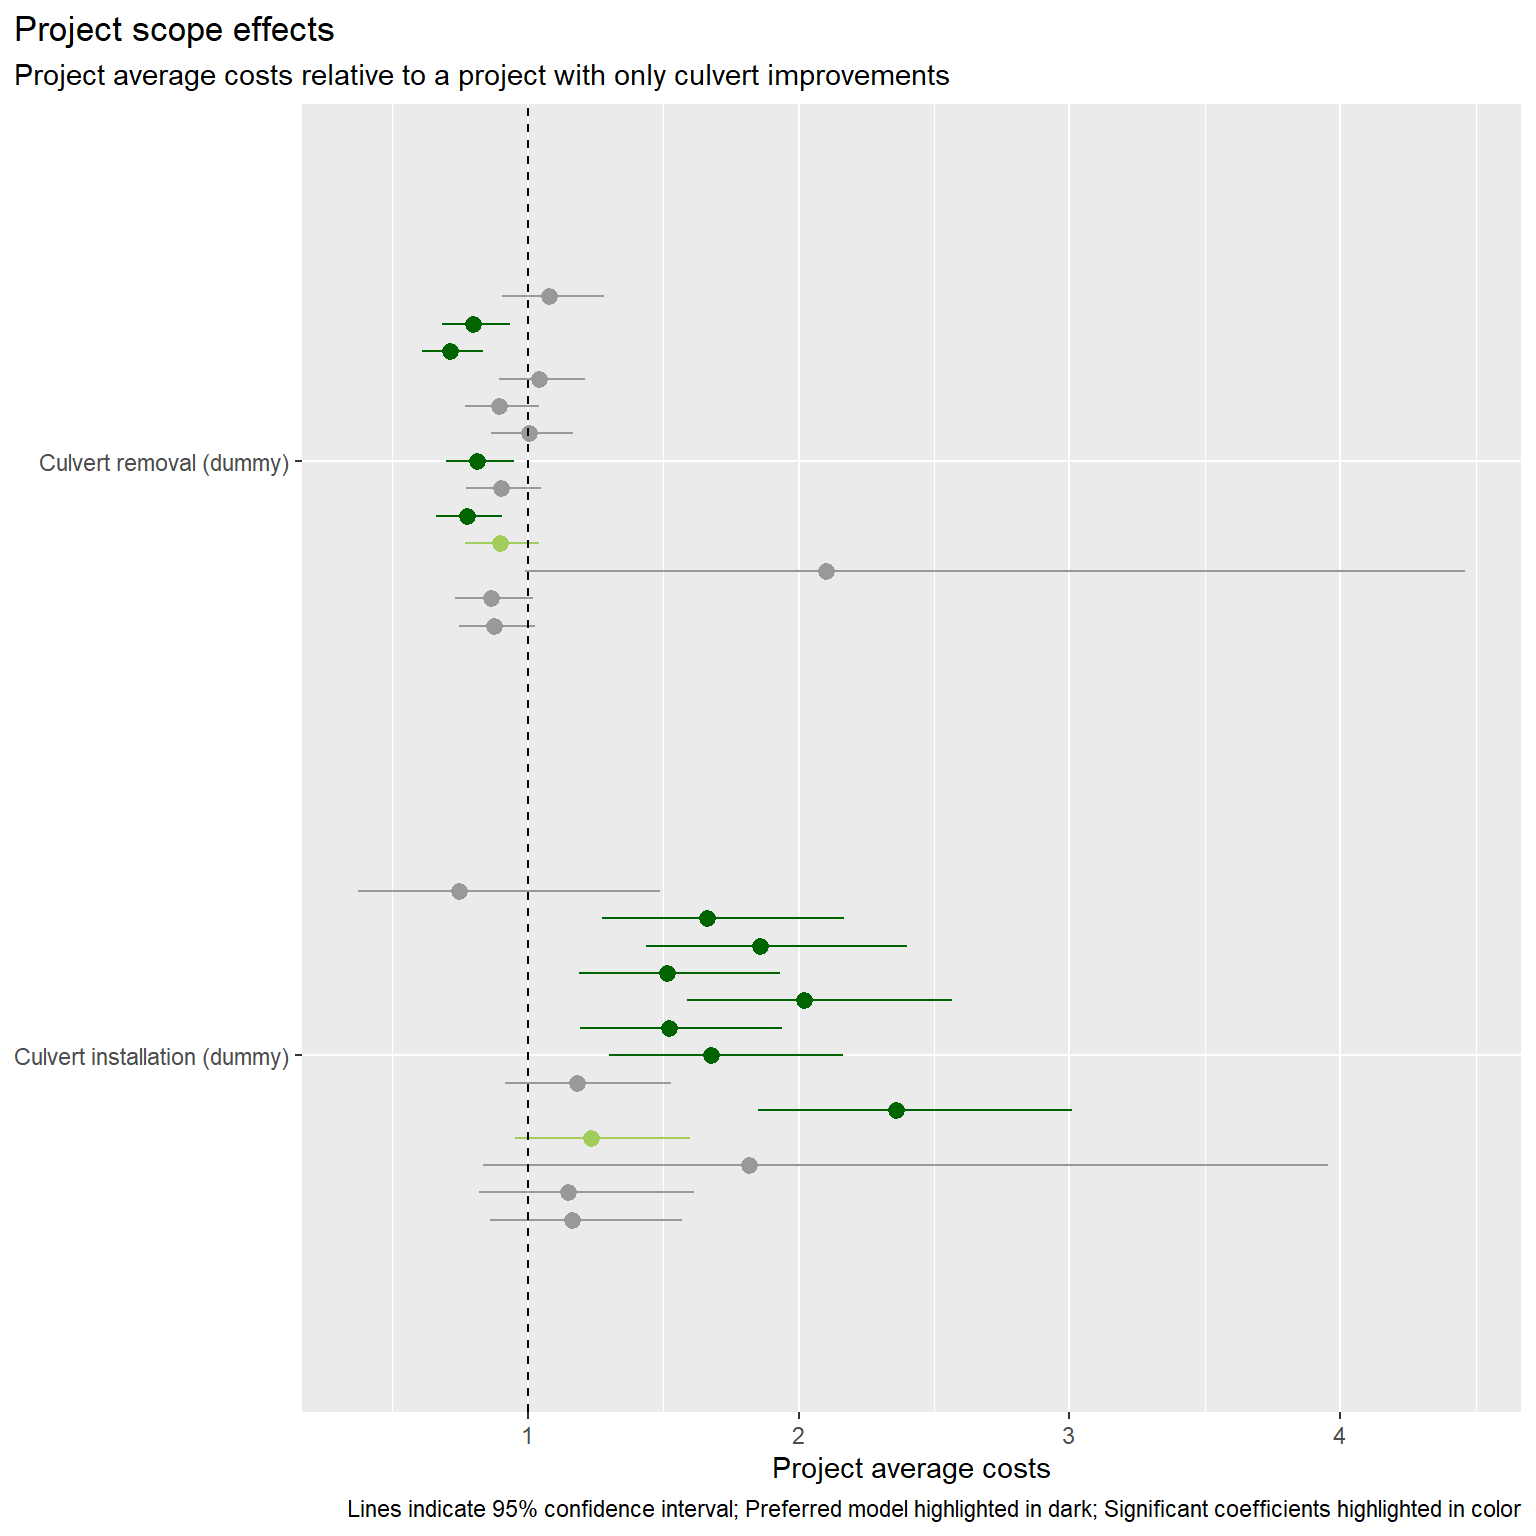 Project scope effects
Project average costs relative to a project with only culvert improvements
Culvert removal (dummy)
Culvert installation (dummy)
1 2 3 4
Project average costs
Lines indicate 95% confidence interval; Preferred model highlighted in dark; Significant coefficients highlighted in color